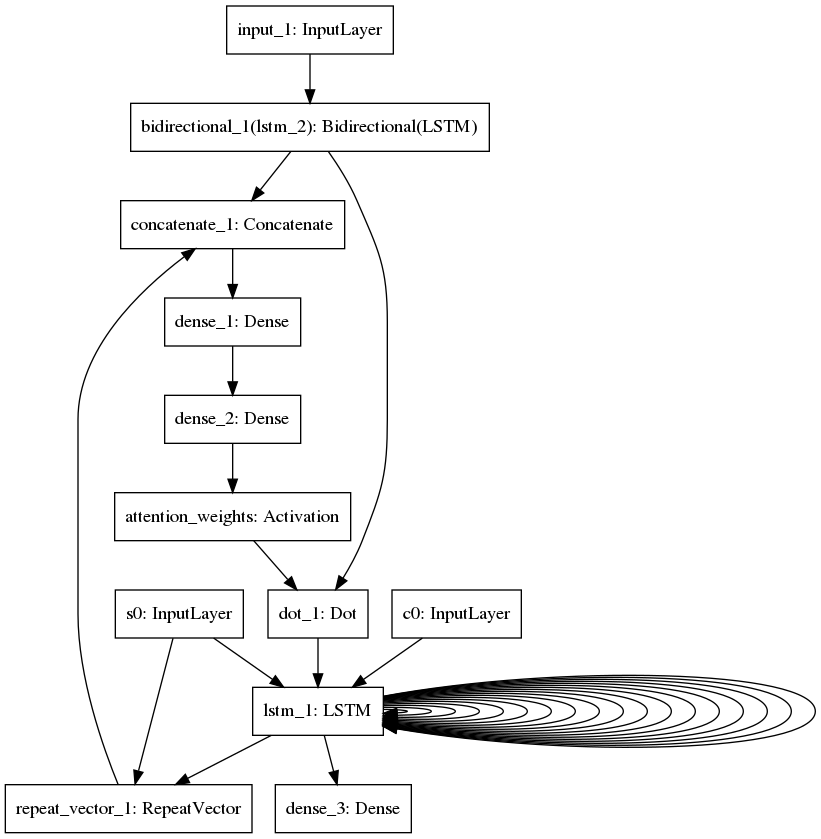 input_1: InputLayer
bidirectional_1(lstm_2): Bidirectional(LSTM)
concatenate_1: Concatenate
dense_1: Dense
dense_2: Dense
attention_weights: Activation
s0: InputLayer
dot_1: Dot
c0: InputLayer
lstm_1: LSTM
repeat_vector_1: RepeatVector
dense_3: Dense